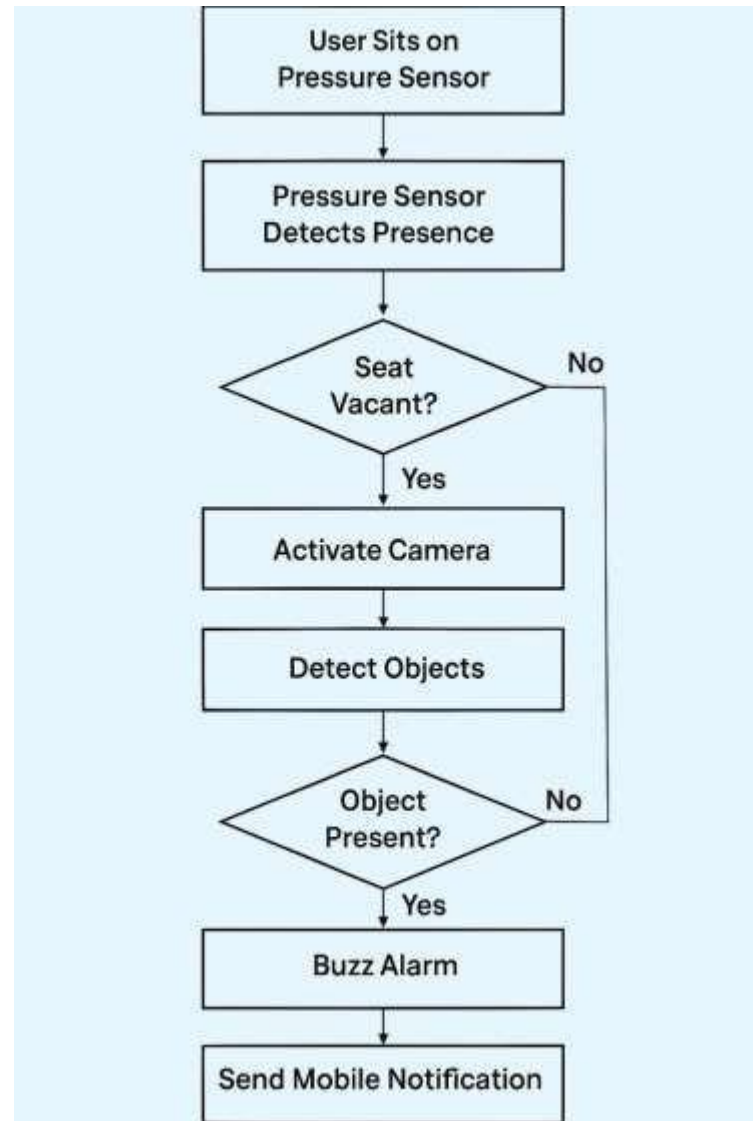 User Sits on
Pressure Sensor
Pressure Sensor
Detects Presence
Seat
Vacant?
No
Yes
Activate Camera
Detect Objects
Object
Present?
No
Yes
Buzz Alarm
Send Mobile Notification